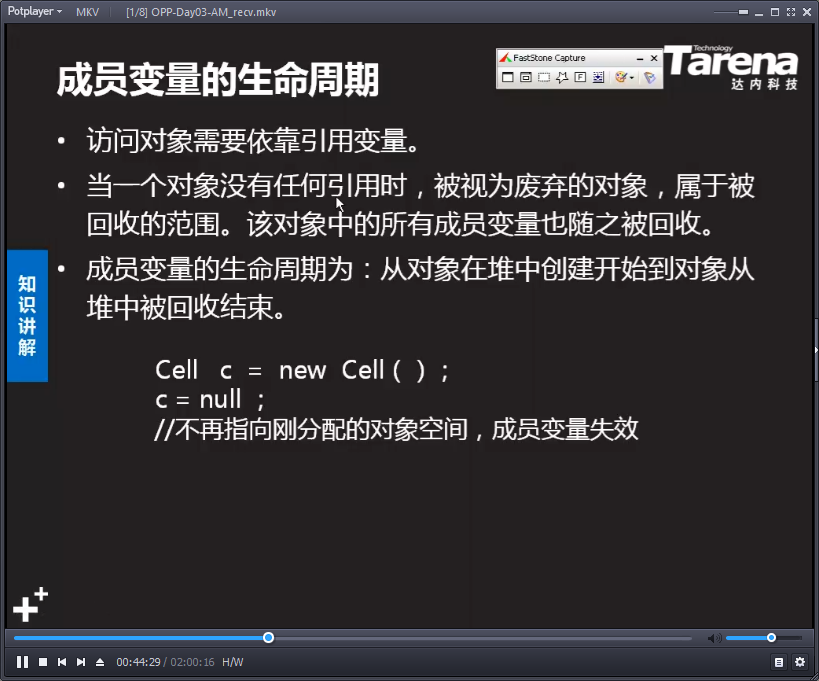 Potplayer MKV [1/8] OPP-Day03-AM_recv.mkv
FastStone Capture
Technology
Tarena
达内科技
成员变量的生命周期
• 访问对象需要依靠引用变量。
• 当一个对象没有任何引用时，被视为废弃的对象，属于被
回收的范围。该对象中的所有成员变量也随之被回收。
• 成员变量的生命周期为：从对象在堆中创建开始到对象从
堆中被回收结束。
知识讲解
Cell c = new Cell ( ) ;
c = null ;
//不再指向刚分配的对象空间，成员变量失效
00:44:29 / 02:00:16 H/W